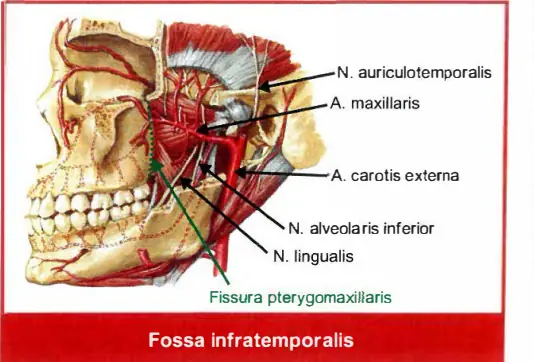 N. auriculotemporalis
A. maxillaris
A. carotis externa
N. alveolaris inferior
N. lingualis
Fissura pterygomaxillaris
Fossa infratemporalis